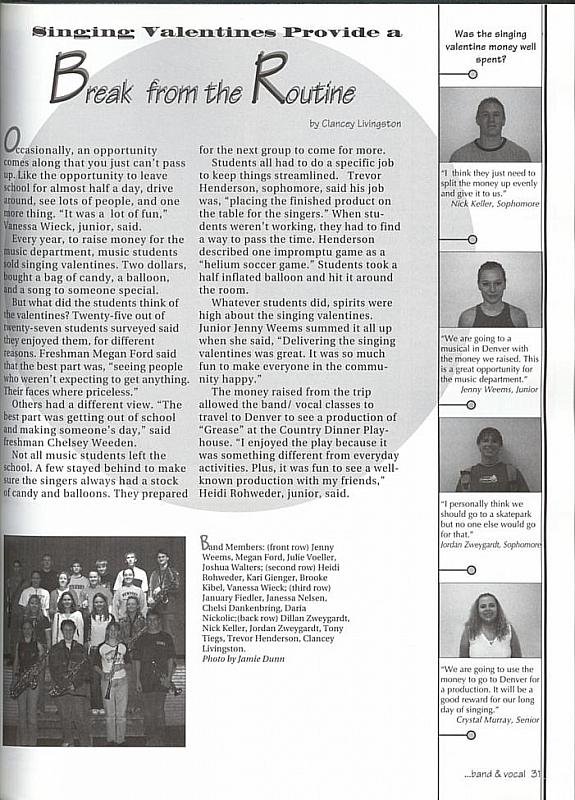 Singing Valentines Provide a
Break from the Routine
by Clancey Livingston
Occasionally, an opportunity
comes along that you just can't pass
up. Like the opportunity to leave
school for almost half a day, drive
around, see lots of people, and one
more thing. "It was a lot of fun,"
Vanessa Wieck, junior, said.
Every year, to raise money for the
music department, music students
sold singing valentines. Two dollars,
bought a bag of candy, a balloon,
and a song to someone special.
But what did the students think of
the valentines? Twenty-five out of
twenty-seven students surveyed said
they enjoyed them, for different
reasons. Freshman Megan Ford said
that the best part was, "seeing people
who weren't expecting to get anything.
Their faces where priceless."
Others had a different view. "The
best part was getting out of school
and making someone's day," said
freshman Chelsey Weeden.
Not all music students left the
school. A few stayed behind to make
sure the singers always had a stock
of candy and balloons. They prepared
for the next group to come for more.
Students all had to do a specific job
to keep things streamlined. Trevor
Henderson, sophomore, said his job
was, "placing the finished product on
the table for the singers." When stu-
dents weren't working, they had to find
a way to pass the time. Henderson
described one impromptu game as a
"helium soccer game." Students took a
half inflated balloon and hit it around
the room.
Whatever students did, spirits were
high about the singing valentines.
Junior Jenny Weems summed it all up
when she said, "Delivering the singing
valentines was great. It was so much
fun to make everyone in the commu-
nity happy."
The money raised from the trip
allowed the band/ vocal classes to
travel to Denver to see a production of
"Grease" at the Country Dinner Play-
house. "I enjoyed the play because it
was something different from everyday
activities. Plus, it was fun to see a well-
known production with my friends,"
Heidi Rohweder, junior, said.
Band Members: (front row) Jenny
Weems, Megan Ford, Julie Voeller,
Joshua Walters; (second row) Heidi
Rohweder, Kari Gienger, Brooke
Kibel, Vanessa Wieck; (third row)
January Fiedler, Janessa Nelsen,
Chelsi Dankenbring, Daria
Nickolic;(back row) Dillan Zweygardt,
Nick Keller, Jordan Zweygardt, Tony
Tiegs, Trevor Henderson, Clancey
Livingston.
Photo by Jamie Dunn
Was the singing
valentine money well
spent?
"I think they just need to
split the money up evenly
and give it to us."
Nick Keller, Sophomore
"We are going to a
musical in Denver with
the money we raised. This
is a great opportunity for
the music department."
Jenny Weems, Junior
"I personally think we
should go to a skatepark
but no one else would go
for that."
Jordan Zweygardt, Sophomore
"We are going to use the
money to go to Denver for
a production. It will be a
good reward for our long
day of singing."
Crystal Murray, Senior
...band & vocal 31